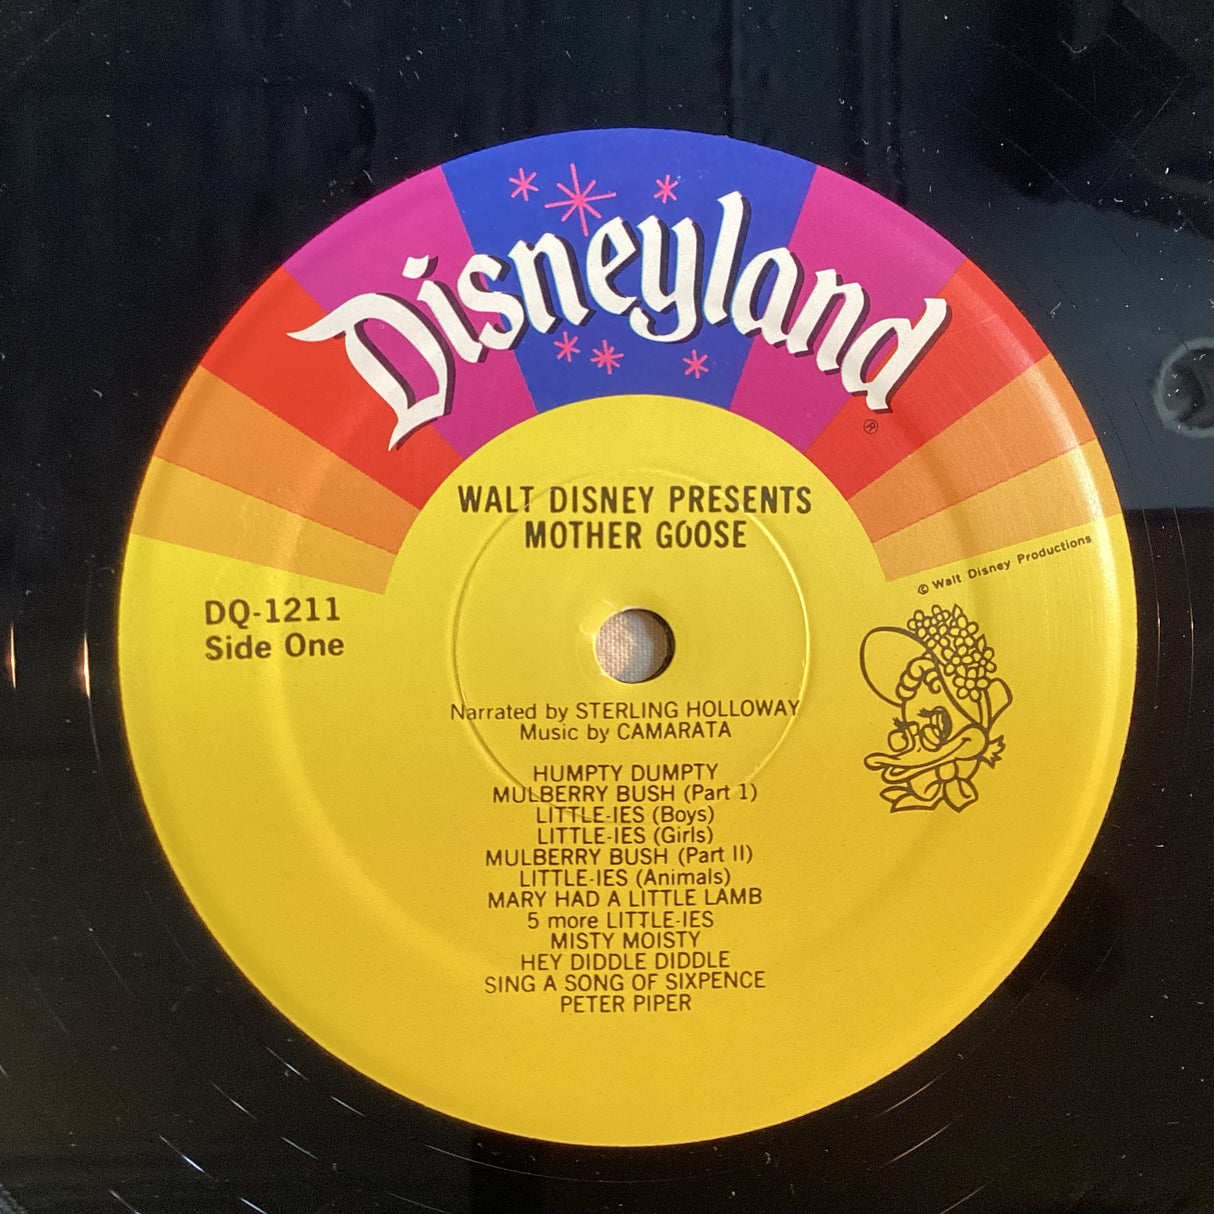 Disneyland
®
WALT DISNEY PRESENTS
MOTHER GOOSE
© Walt Disney Productions
DQ-1211
Side One
Narrated by STERLING HOLLOWAY
Music by CAMARATA
HUMPTY DUMPTY
MULBERRY BUSH (Part 1)
LITTLE-IES (Boys)
LITTLE-IES (Girls)
MULBERRY BUSH (Part II)
LITTLE-IES (Animals)
MARY HAD A LITTLE LAMB
5 more LITTLE-IES
MISTY MOISTY
HEY DIDDLE DIDDLE
SING A SONG OF SIXPENCE
PETER PIPER